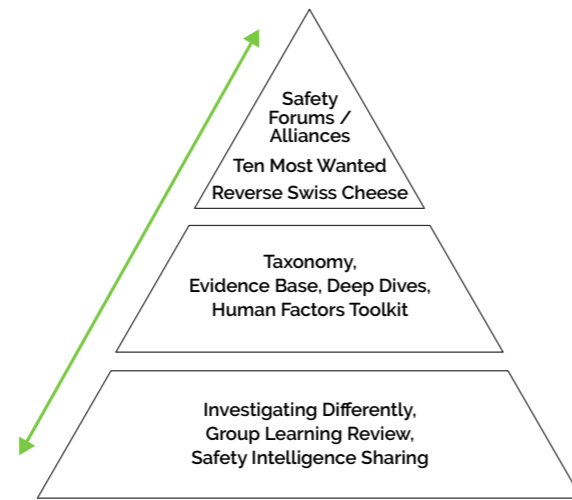 Safety
Forums /
Alliances
Ten Most Wanted
Reverse Swiss Cheese
Taxonomy,
Evidence Base, Deep Dives,
Human Factors Toolkit
Investigating Differently,
Group Learning Review,
Safety Intelligence Sharing